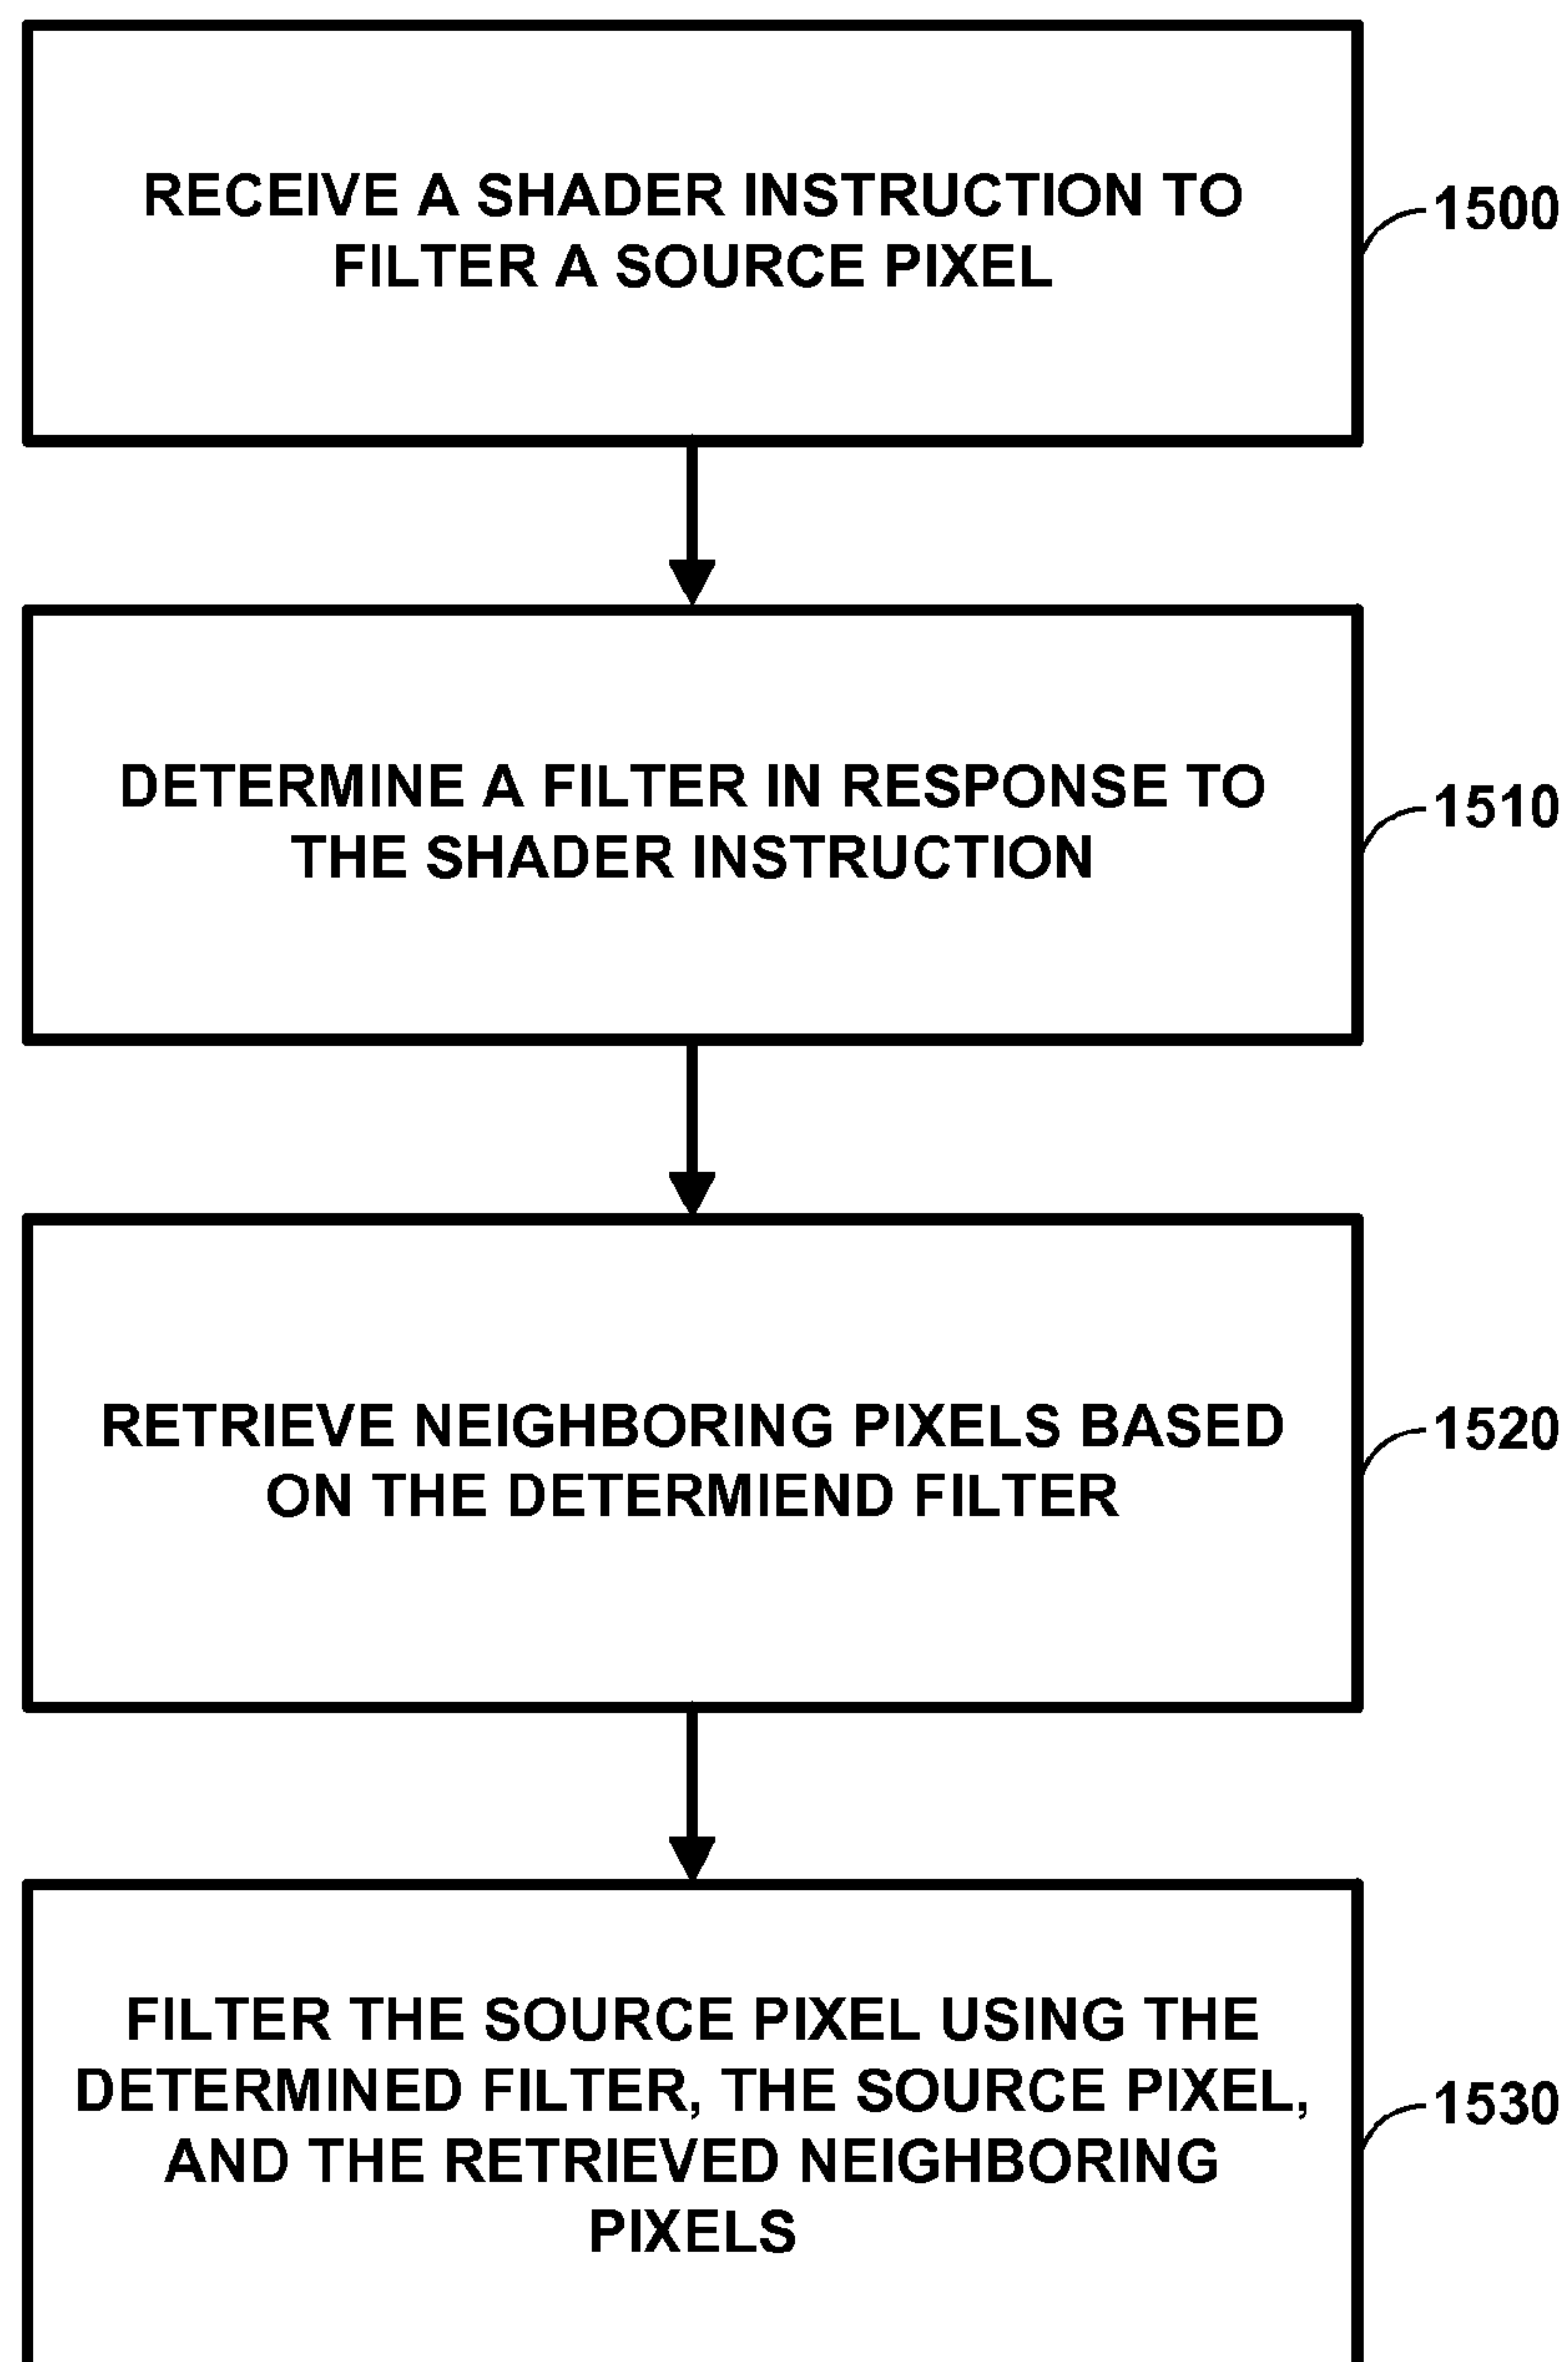 RECEIVE A SHADER INSTRUCTION TO
FILTER A SOURCE PIXEL
1500
DETERMINE A FILTER IN RESPONSE TO
THE SHADER INSTRUCTION
1510
RETRIEVE NEIGHBORING PIXELS BASED
ON THE DETERMIEND FILTER
1520
FILTER THE SOURCE PIXEL USING THE
DETERMINED FILTER, THE SOURCE PIXEL,
AND THE RETRIEVED NEIGHBORING
PIXELS
1530